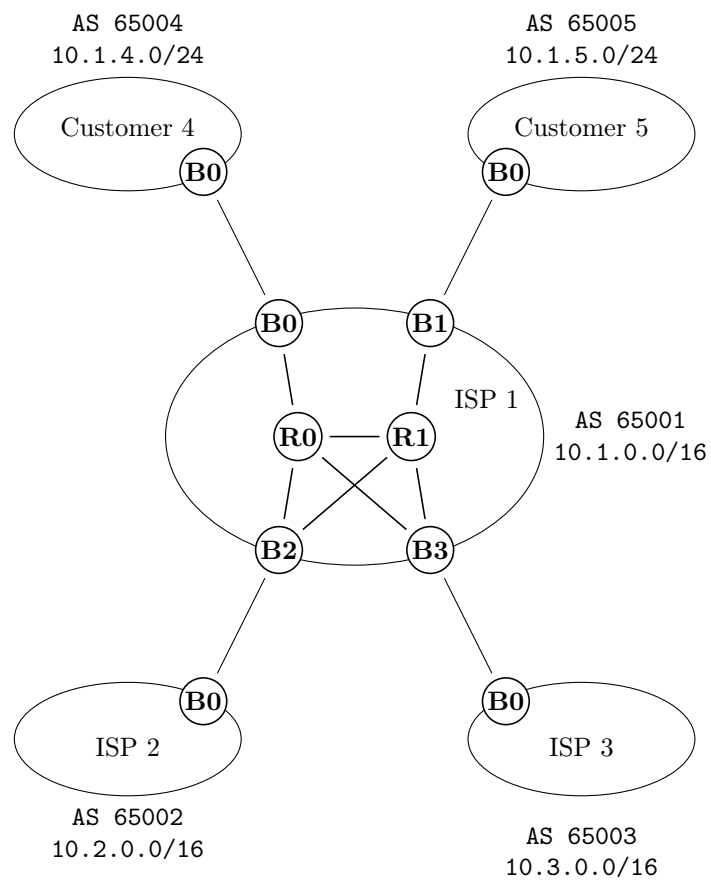 AS 65004
10.1.4.0/24
AS 65005
10.1.5.0/24
Customer 4
Customer 5
B0
B0
B0
B1
ISP 1
AS 65001
10.1.0.0/16
R0
R1
B2
B3
B0
B0
ISP 2
ISP 3
AS 65002
10.2.0.0/16
AS 65003
10.3.0.0/16